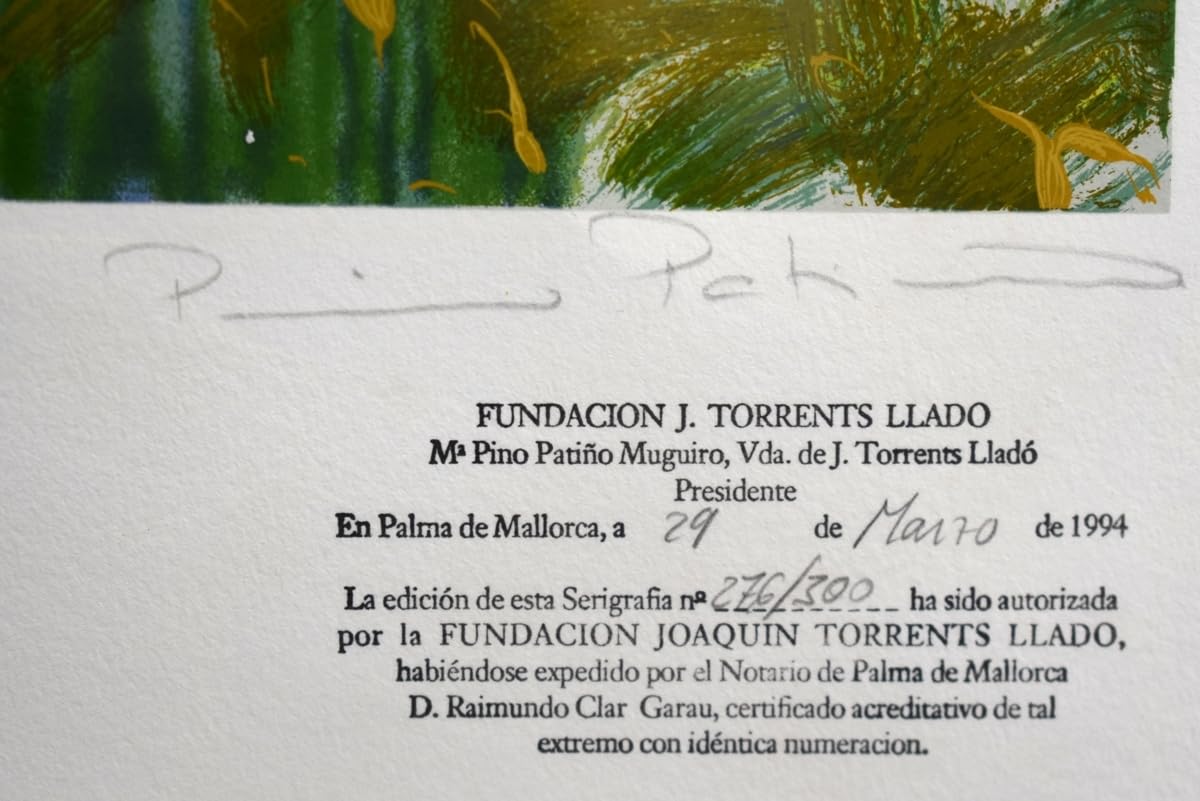 Pino Patiño
FUNDACION J. TORRENTS LLADO
Mª Pino Patiño Muguiro, Vda. de J. Torrents Lladó
Presidente
En Palma de Mallorca, a 29 de Marzo de 1994
La edición de esta Serigrafia nº 276/300 ha sido autorizada
por la FUNDACION JOAQUIN TORRENTS LLADO,
habiéndose expedido por el Notario de Palma de Mallorca
D. Raimundo Clar Garau, certificado acreditativo de tal
extremo con idéntica numeracion.